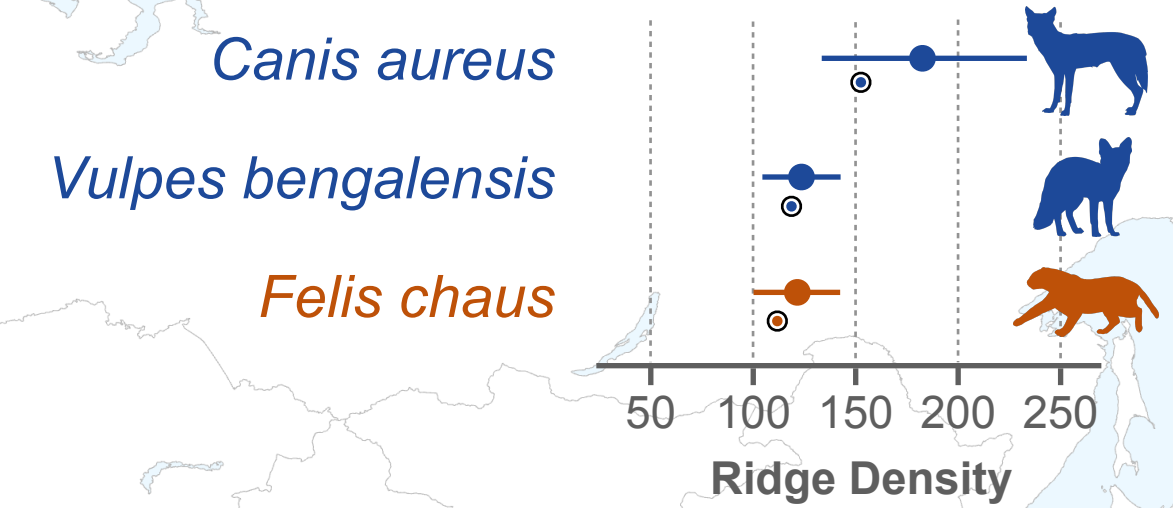 Canis aureus
Vulpes bengalensis
Felis chaus
50 100 150 200 250
Ridge Density